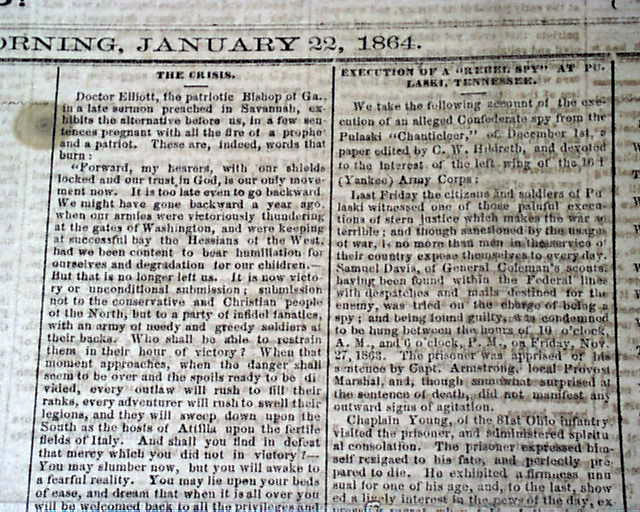 ORNING, JANUARY 22, 1864.
THE CRISIS.
Doctor Elliott, the patriotic Bishop of Ga.,
in a late sermon preached in Savannah, ex-
hibits the alternative before us, in a few sen-
tences pregnant with all the fire of a prophe
and a patriot. These are, indeed, words that
burn:
"Forward, my hearers, with our shields
locked and our trust in God, is our only move-
ment now. It is too late even to go backward
We might have gone backward a year ago,
when our armies were victoriously thundering
at the gates of Washington, and were keeping
at successful bay the Hessians of the West,
had we been content to bear humiliation for
ourselves and degradation for our children.—
But that is no longer left us. It is now victo-
ry or unconditional submission; submission
not to the conservative and Christian people
of the North, but to a party of infidel fanatics,
with an army of needy and greedy soldiers at
their backs. Who shall be able to restrain
them in their hour of victory? When that
moment approaches, when the danger shall
seem to be over and the spoils ready to be di
vided, every outlaw will rush to fill their
ranks, every adventurer will rush to swell their
legions, and they will sweep down upon the
South as the hosts of Attilla upon the fertile
fields of Italy. And shall you find in defeat
that mercy which you did not in victory?—
You may slumber now, but you will awake to
a fearful reality. You may lie upon your beds
of ease, and dream that when it is all over you
will be welcomed back to all the privileges and
EXECUTION OF A "REBEL SPY" AT PU-
LASKI, TENNESSEE.
We take the following account of the exe-
cution of an alleged Confederate spy from the
Pulaski "Chanticleer," of December 1st, a
paper edited by C. W. Hildreth, and devoted
to the interest of the left wing of the 16th
(Yankee) Army Corps:
Last Friday the citizens and soldiers of Pu
laski witnessed one of those painful execu-
tions of stern justice which makes the war so
terrible; and though sanctioned by the usages
of war, is no more than men in the service of
their country expose themselves to every day.
Samuel Davis, of General Coleman's scouts,
having been found within the Federal lines
with despatches and mails destined for the
enemy, was tried on the charge of being a
spy; and being found guilty, was condemned
to be hung between the hours of 10 o'clock,
A. M., and 6 o'clock, P. M., on Friday, Nov.
27, 1863. The prisoner was apprised of his
sentence by Capt. Armstrong, local Provost
Marshal, and, though somewhat surprised at
the sentence of death, did not manifest any
outward signs of agitation.
Chaplain Young, of the 81st Ohio infantry
visited the prisoner, and administered spiritu
al consolation. The prisoner expressed him-
self resigned to his fate, and perfectly pre
pared to die. He exhibited a firmness unu
sual for one of his age, and, to the last, show
ed a lively interest in the news of the day, ex-